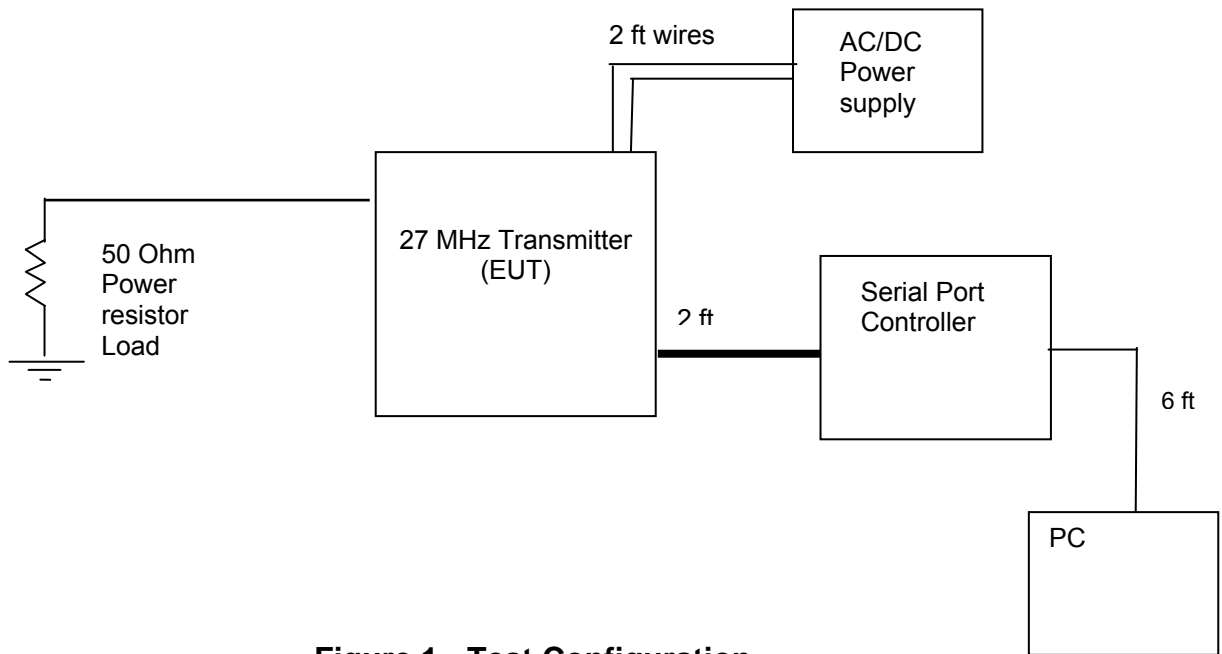 2 ft wires
AC/DC
Power
supply
27 MHz Transmitter
(EUT)
50 Ohm
Power
resistor
Load
2 ft
Serial Port
Controller
6 ft
PC
Figure 1 Test Configuration